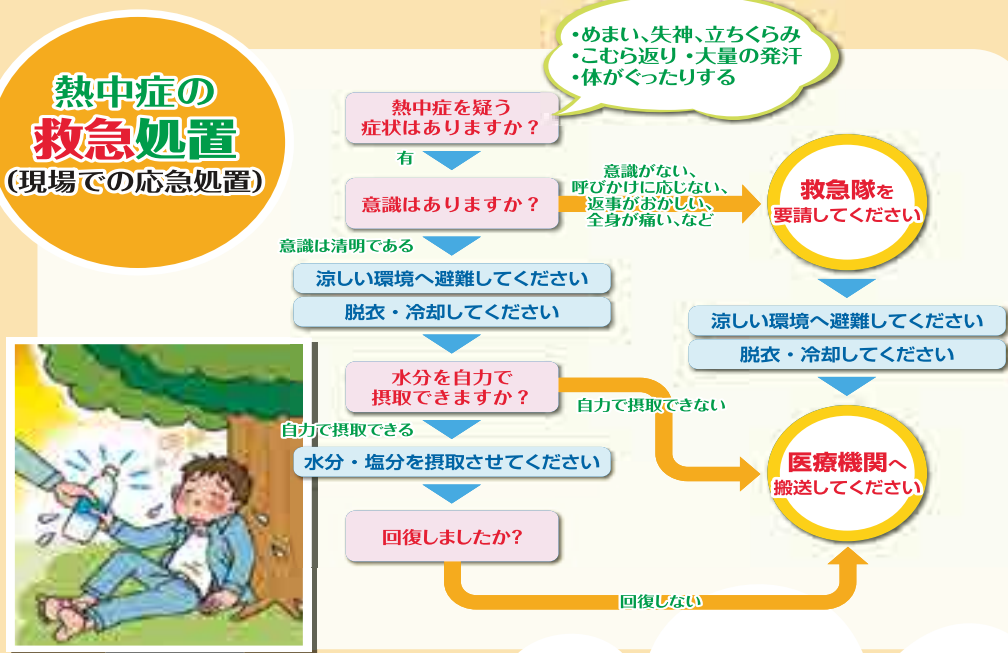 熱中症の
救急処置
(現場での応急処置)
・めまい、失神、立ちくらみ
・こむら返り ・大量の発汗
・体がぐったりする
熱中症を疑う
症状はありますか？
有
意識はありますか？
意識がない、
呼びかけに応じない、
返事がおかしい、
全身が痛い、など
救急隊を
要請してください
意識は清明である
涼しい環境へ避難してください
脱衣・冷却してください
涼しい環境へ避難してください
脱衣・冷却してください
水分を自力で
摂取できますか？
自力で摂取できない
自力で摂取できる
水分・塩分を摂取させてください
医療機関へ
搬送してください
回復しましたか?
回復しない